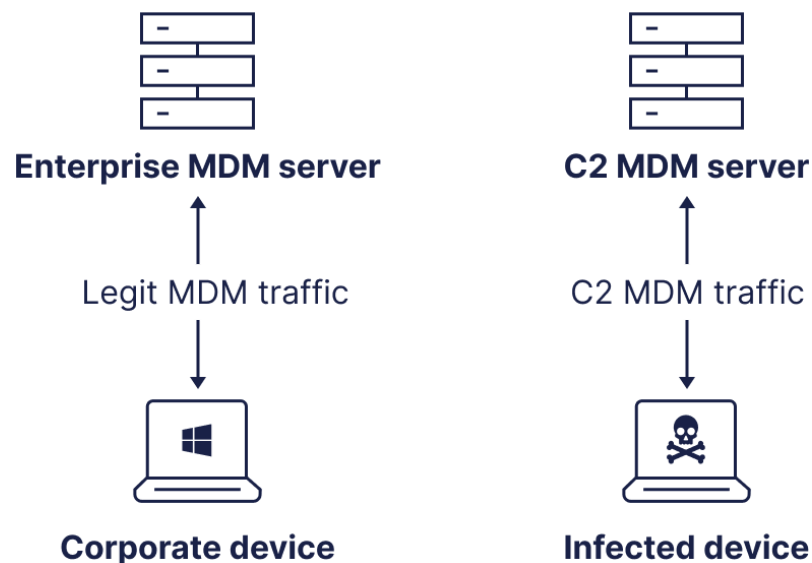 Enterprise MDM server
C2 MDM server
Legit MDM traffic
C2 MDM traffic
Corporate device
Infected device